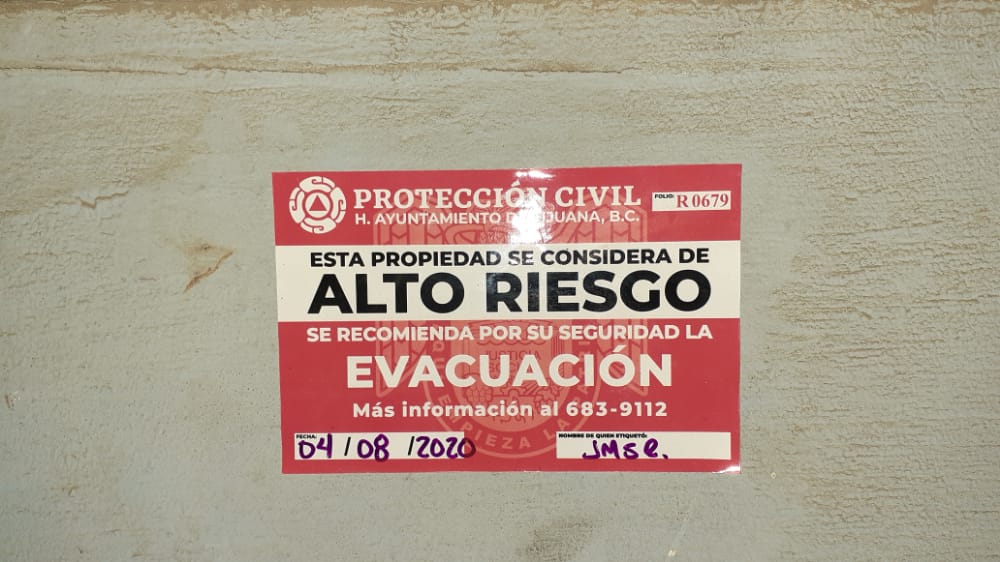 PROTECCIÓN CIVIL
FOLIO: R 0679
H. AYUNTAMIENTO DE TIJUANA, B.C.
ESTA PROPIEDAD SE CONSIDERA DE
ALTO RIESGO
SE RECOMIENDA POR SU SEGURIDAD LA
EVACUACIÓN
Más información al 683-9112
FECHA: 04 / 08 / 2020
NOMBRE DE QUIEN ETIQUETÓ: JMSR.